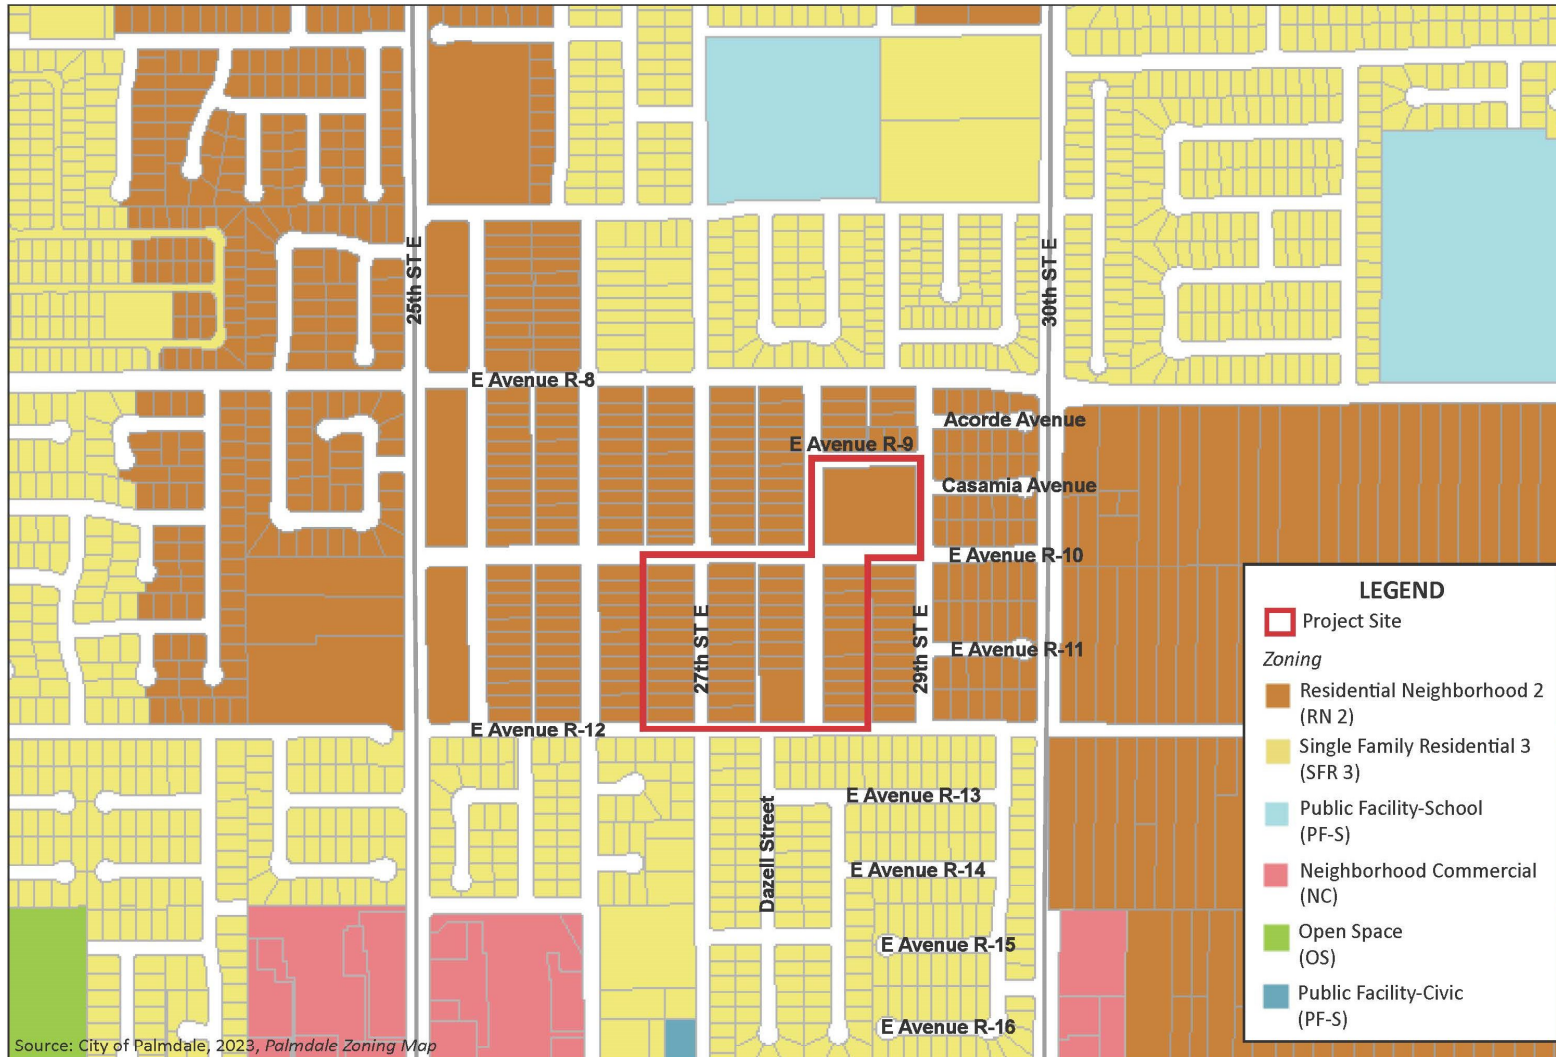 25th ST E
30th ST E
E Avenue R-8
Acorde Avenue
E Avenue R-9
Casamia Avenue
E Avenue R-10
27th ST E
29th ST E
E Avenue R-11
E Avenue R-12
E Avenue R-13
Dazell Street
E Avenue R-14
E Avenue R-15
E Avenue R-16
LEGEND
Project Site
Zoning
Residential Neighborhood 2
(RN 2)
Single Family Residential 3
(SFR 3)
Public Facility-School
(PF-S)
Neighborhood Commercial
(NC)
Open Space
(OS)
Public Facility-Civic
(PF-S)
Source: City of Palmdale, 2023, Palmdale Zoning Map